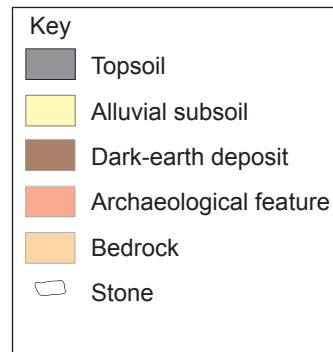 Key
Topsoil
Alluvial subsoil
Dark-earth deposit
Archaeological feature
Bedrock
Stone